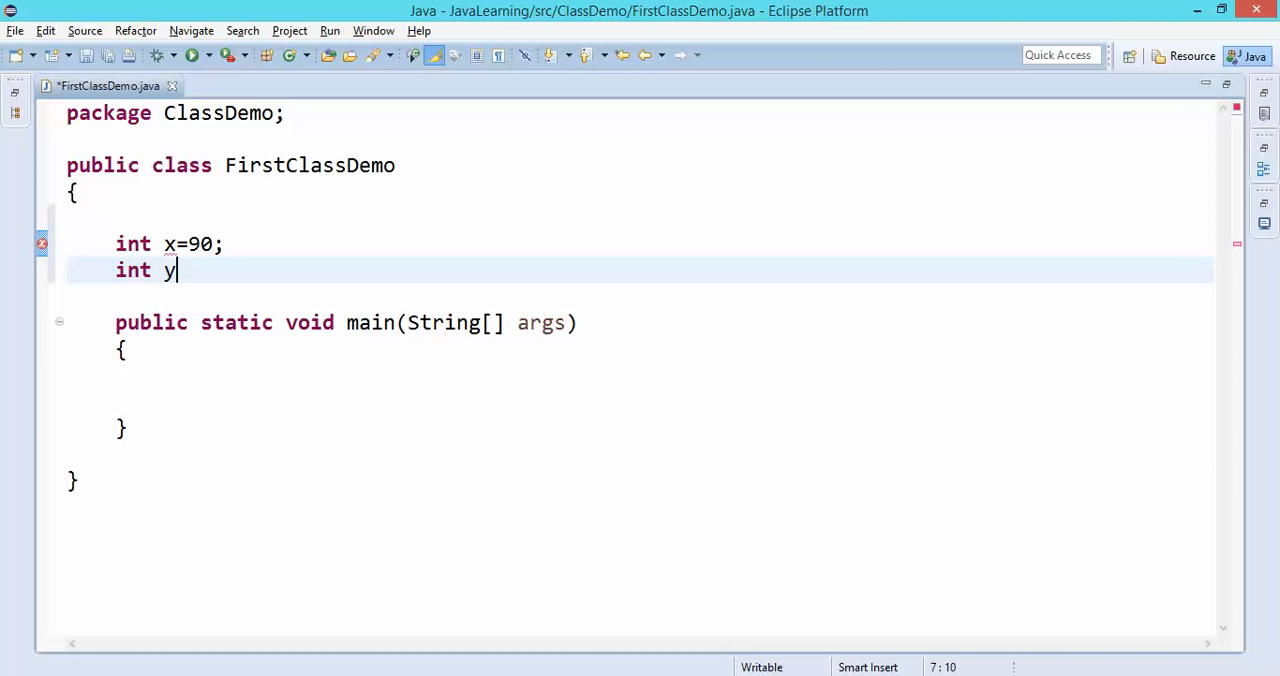 Java - JavaLearning/src/ClassDemo/FirstClassDemo.java - Eclipse Platform
File Edit Source Refactor Navigate Search Project Run Window Help
Quick Access Resource Java
*FirstClassDemo.java
package ClassDemo;
public class FirstClassDemo
{
int x=90;
int y
public static void main(String[] args)
{
}
}
Writable Smart Insert 7 : 10